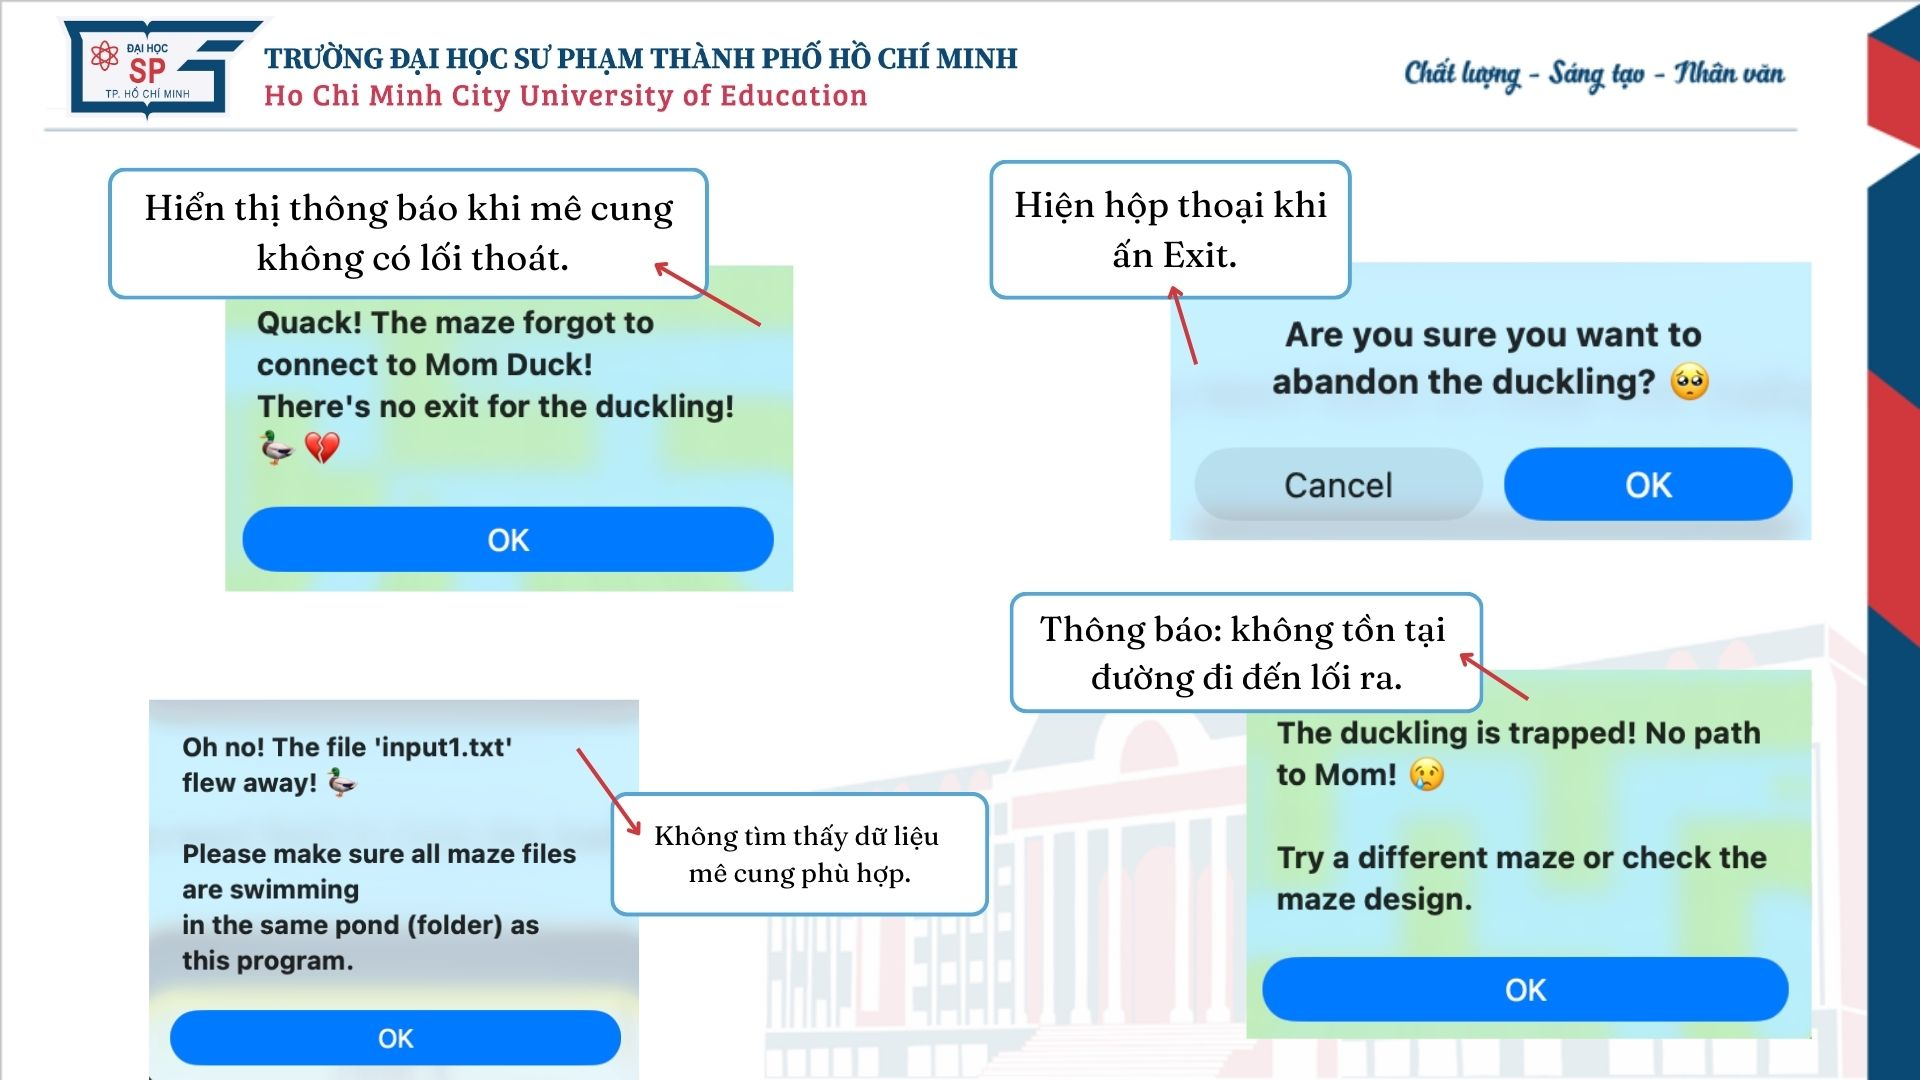 ĐẠI HỌC
SP
TP. HỒ CHÍ MINH
TRƯỜNG ĐẠI HỌC SƯ PHẠM THÀNH PHỐ HỒ CHÍ MINH
Ho Chi Minh City University of Education
Chất lượng - Sáng tạo - Nhân văn
Hiển thị thông báo khi mê cung
không có lối thoát.
Quack! The maze forgot to
connect to Mom Duck!
There's no exit for the duckling!
🦆 💔
OK
Hiện hộp thoại khi
ấn Exit.
Are you sure you want to
abandon the duckling? 🥺
Cancel
OK
Oh no! The file 'input1.txt'
flew away! 🦆
Please make sure all maze files
are swimming
in the same pond (folder) as
this program.
OK
Không tìm thấy dữ liệu
mê cung phù hợp.
Thông báo: không tồn tại
đường đi đến lối ra.
The duckling is trapped! No path
to Mom! 😢
Try a different maze or check the
maze design.
OK